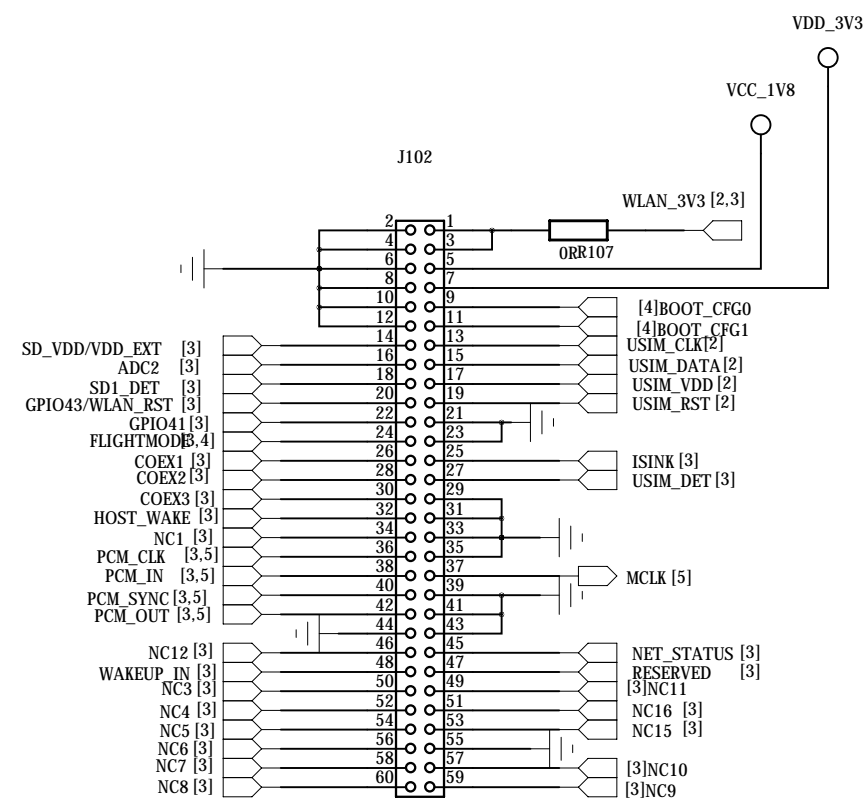 VDD_3V3
VCC_1V8
J102
WLAN_3V3 [2,3]
2 1
4 3
0R R107
6 5
8 7
10 9
[4]BOOT_CFG0
12 11
[4]BOOT_CFG1
14 13
SD_VDD/VDD_EXT [3]
USIM_CLK[2]
16 15
ADC2 [3]
USIM_DATA[2]
18 17
SD1_DET [3]
USIM_VDD[2]
20 19
GPIO43/WLAN_RST [3]
USIM_RST [2]
22 21
GPIO41[3]
24 23
FLIGHTMODE[3,4]
26 25
COEX1 [3]
ISINK [3]
28 27
COEX2[3]
USIM_DET[3]
30 29
COEX3 [3]
32 31
HOST_WAKE [3]
34 33
NC1 [3]
36 35
PCM_CLK [3,5]
38 37
PCM_IN [3,5]
MCLK [5]
40 39
PCM_SYNC[3,5]
42 41
PCM_OUT [3,5]
44 43
46 45
NC12 [3]
NET_STATUS [3]
48 47
WAKEUP_IN [3]
RESERVED [3]
50 49
NC3 [3]
[3]NC11
52 51
NC4 [3]
NC16 [3]
54 53
NC5 [3]
NC15 [3]
56 55
NC6 [3]
58 57
NC7 [3]
[3]NC10
60 59
NC8 [3]
[3]NC9